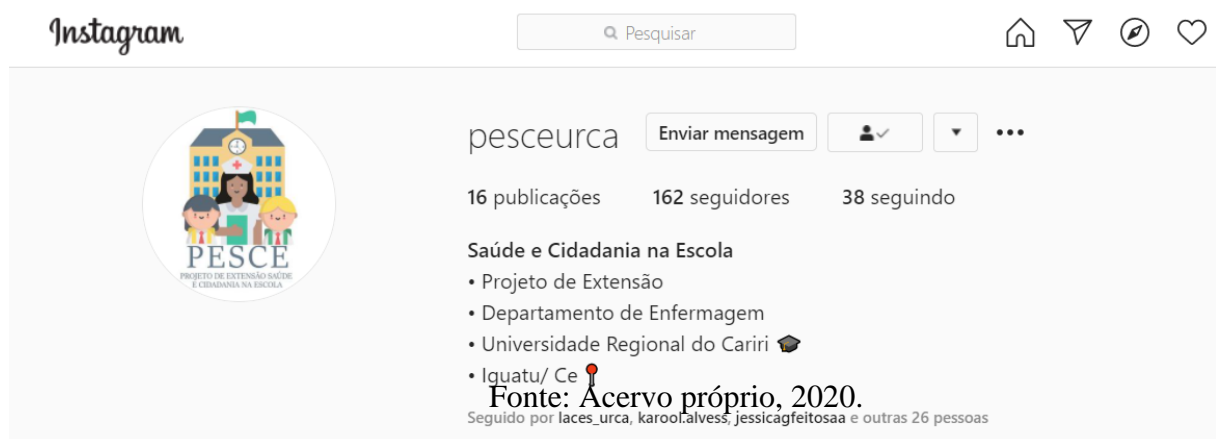 Instagram
Pesquisar
pesceurca Enviar mensagem
16 publicações 162 seguidores 38 seguindo
Saúde e Cidadania na Escola
• Projeto de Extensão
• Departamento de Enfermagem
• Universidade Regional do Cariri 🎓
• Iguatu/ Ce 📍
Fonte: Acervo próprio, 2020.
Seguido por laces_urca, karool.alvess, jessicagfeitosaa e outras 26 pessoas
PESCE
PROJETO DE EXTENSÃO SAÚDE
E CIDADANIA NA ESCOLA